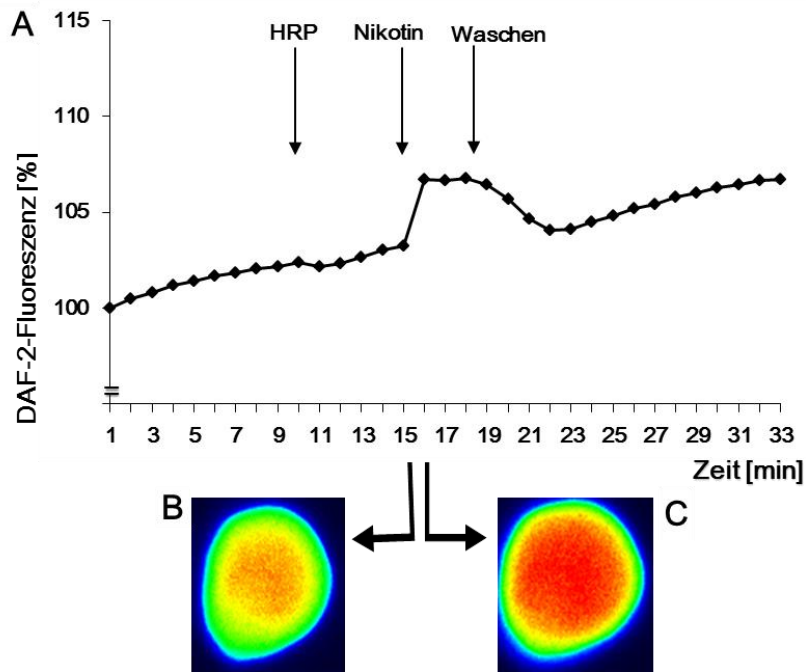 A
115
HRP Nikotin Waschen
110
105
100
DAF-2-Fluoreszenz [%]
1 3 5 7 9 11 13 15 17 19 21 23 25 27 29 31 33
Zeit [min]
B
C